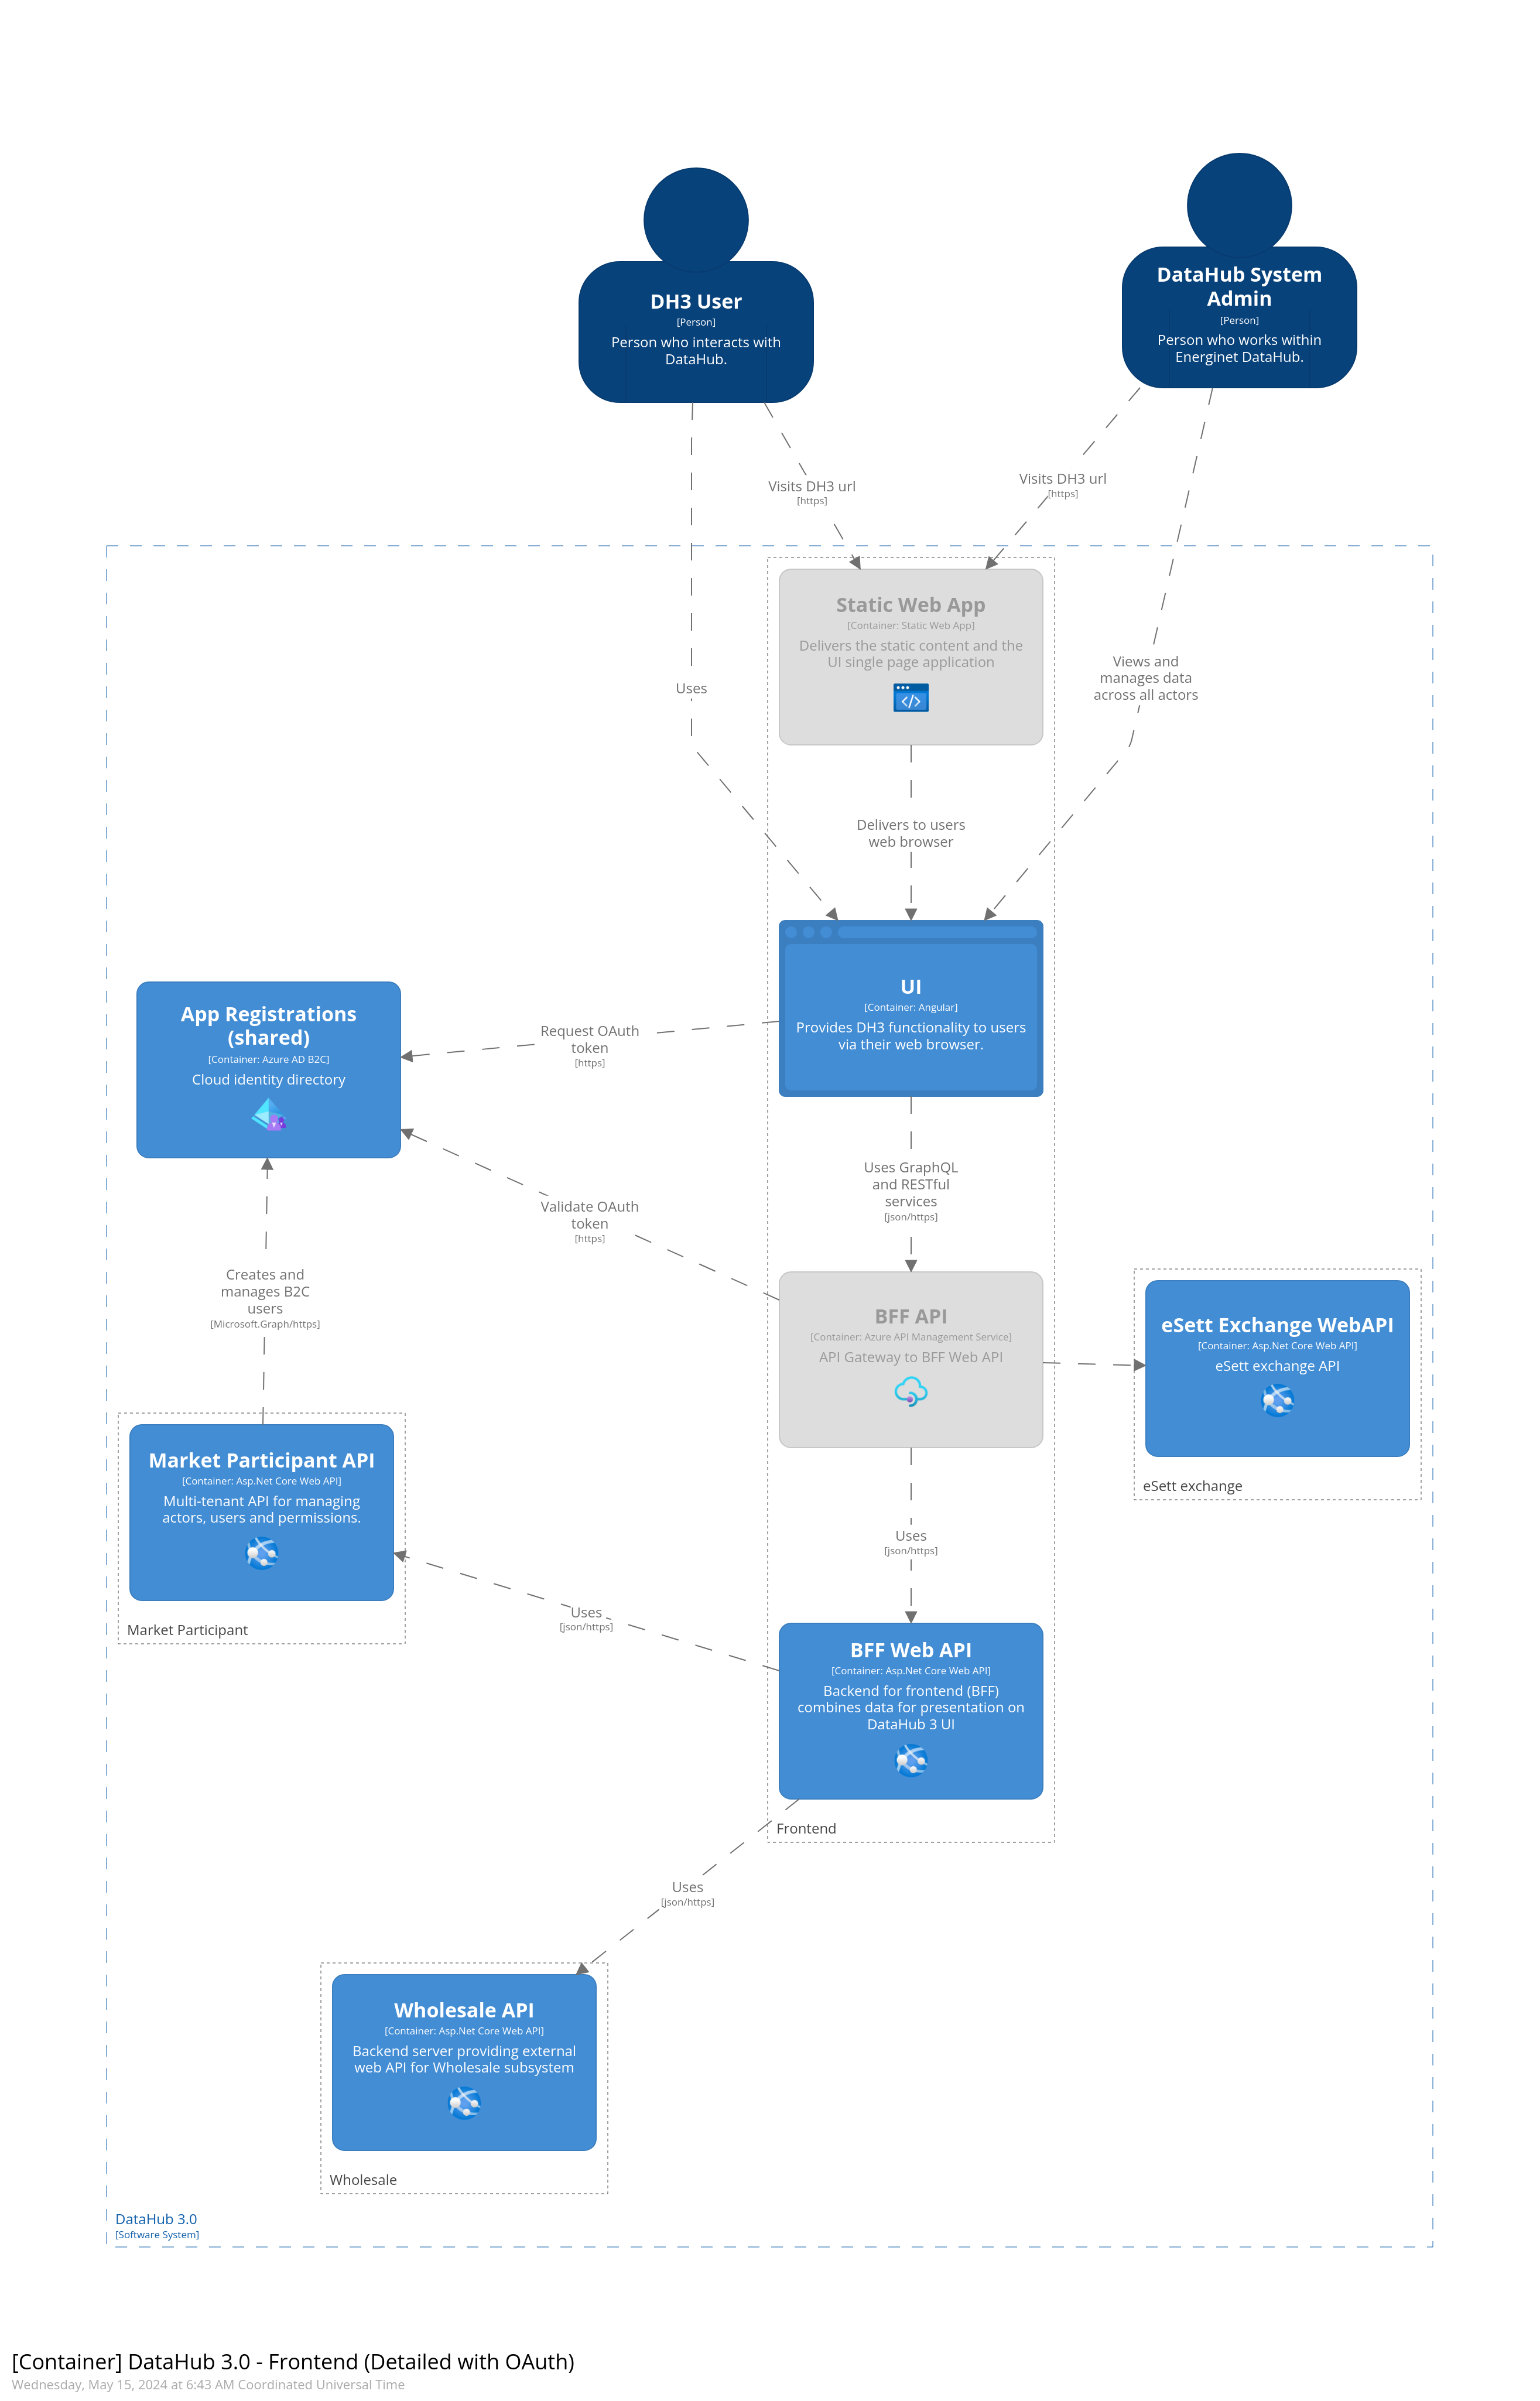 DH3 User
[Person]
Person who interacts with
DataHub.
DataHub System
Admin
[Person]
Person who works within
Energinet DataHub.
Visits DH3 url
[https]
Visits DH3 url
[https]
Static Web App
[Container: Static Web App]
Delivers the static content and the
UI single page application
Uses
Views and
manages data
across all actors
Delivers to users
web browser
UI
[Container: Angular]
Provides DH3 functionality to users
via their web browser.
App Registrations
(shared)
[Container: Azure AD B2C]
Cloud identity directory
Request OAuth
token
[https]
Uses GraphQL
and RESTful
services
[json/https]
Validate OAuth
token
[https]
Creates and
manages B2C
users
[Microsoft.Graph/https]
BFF API
[Container: Azure API Management Service]
API Gateway to BFF Web API
eSett Exchange WebAPI
[Container: Asp.Net Core Web API]
eSett exchange API
eSett exchange
Market Participant API
[Container: Asp.Net Core Web API]
Multi-tenant API for managing
actors, users and permissions.
Market Participant
Uses
[json/https]
Uses
[json/https]
BFF Web API
[Container: Asp.Net Core Web API]
Backend for frontend (BFF)
combines data for presentation on
DataHub 3 UI
Frontend
Uses
[json/https]
Wholesale API
[Container: Asp.Net Core Web API]
Backend server providing external
web API for Wholesale subsystem
Wholesale
DataHub 3.0
[Software System]
[Container] DataHub 3.0 - Frontend (Detailed with OAuth)
Wednesday, May 15, 2024 at 6:43 AM Coordinated Universal Time